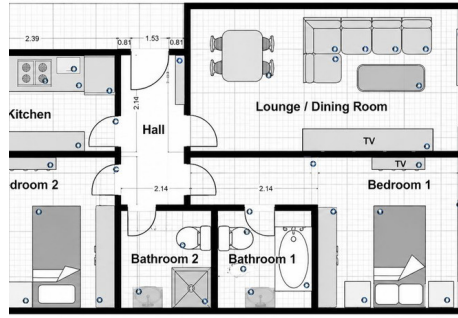 2.39
0.81
1.53
0.81
2.14
Kitchen
Hall
Lounge / Dining Room
TV
TV
droom 2
2.14
2.14
Bedroom 1
Bathroom 2
Bathroom 1